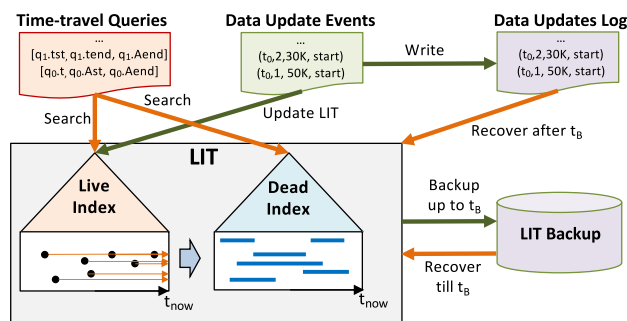 Time-travel Queries
Data Update Events
Data Updates Log
...
[q1.tst, q1.tend, q1.Aend]
[q0.t, q0.Ast, q0.Aend]
...
(t0,2,30K, start)
(t0,1, 50K, start)
Write
...
(t0,2,30K, start)
(t0,1, 50K, start)
Search
Search
Update LIT
Recover after tB
LIT
Live
Index
Dead
Index
Backup
up to tB
LIT Backup
Recover
till tB
tnow
tnow